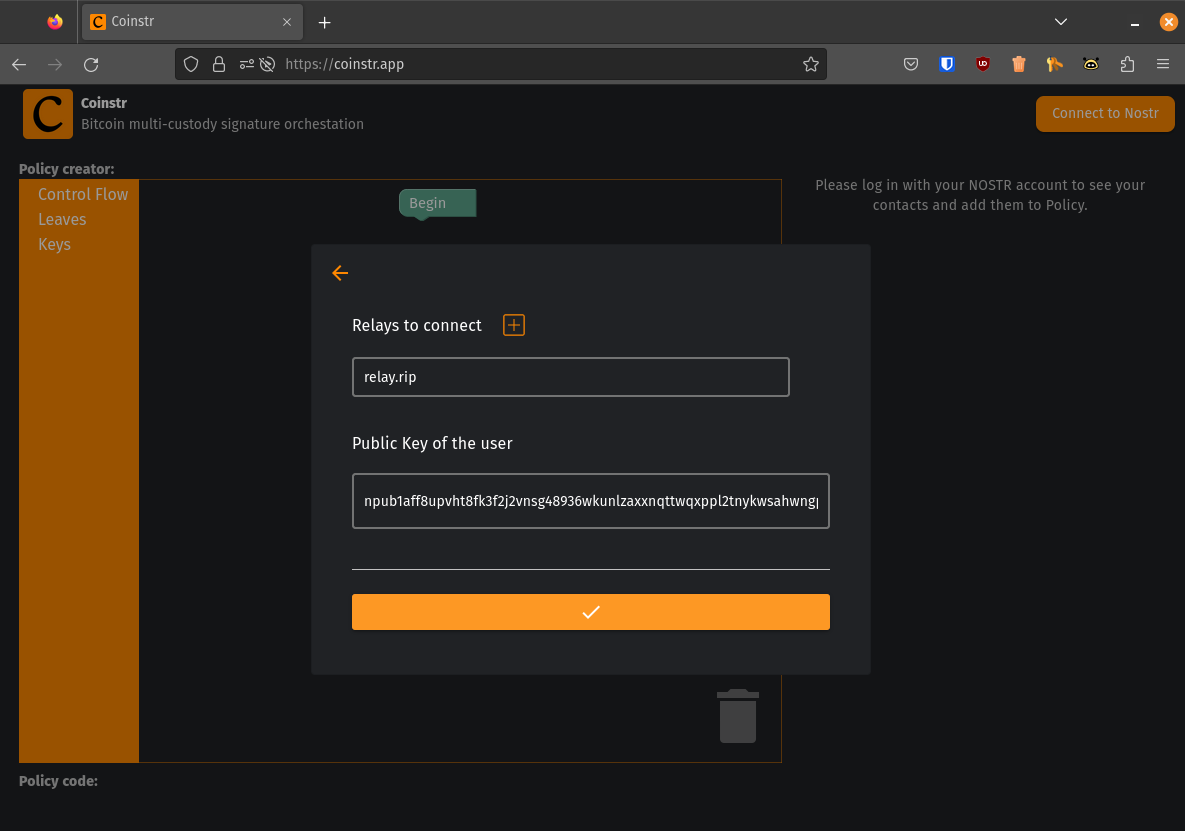 Coinstr
https://coinstr.app
Coinstr
Bitcoin multi-custody signature orchestation
Connect to Nostr
Policy creator:
Control Flow
Leaves
Keys
Begin
Please log in with your NOSTR account to see your
contacts and add them to Policy.
Relays to connect
relay.rip
Public Key of the user
npub1aff8upvht8fk3f2j2vnsg48936wkunlzaxxnqttwqxppl2tnykwsahwngp
Policy code: